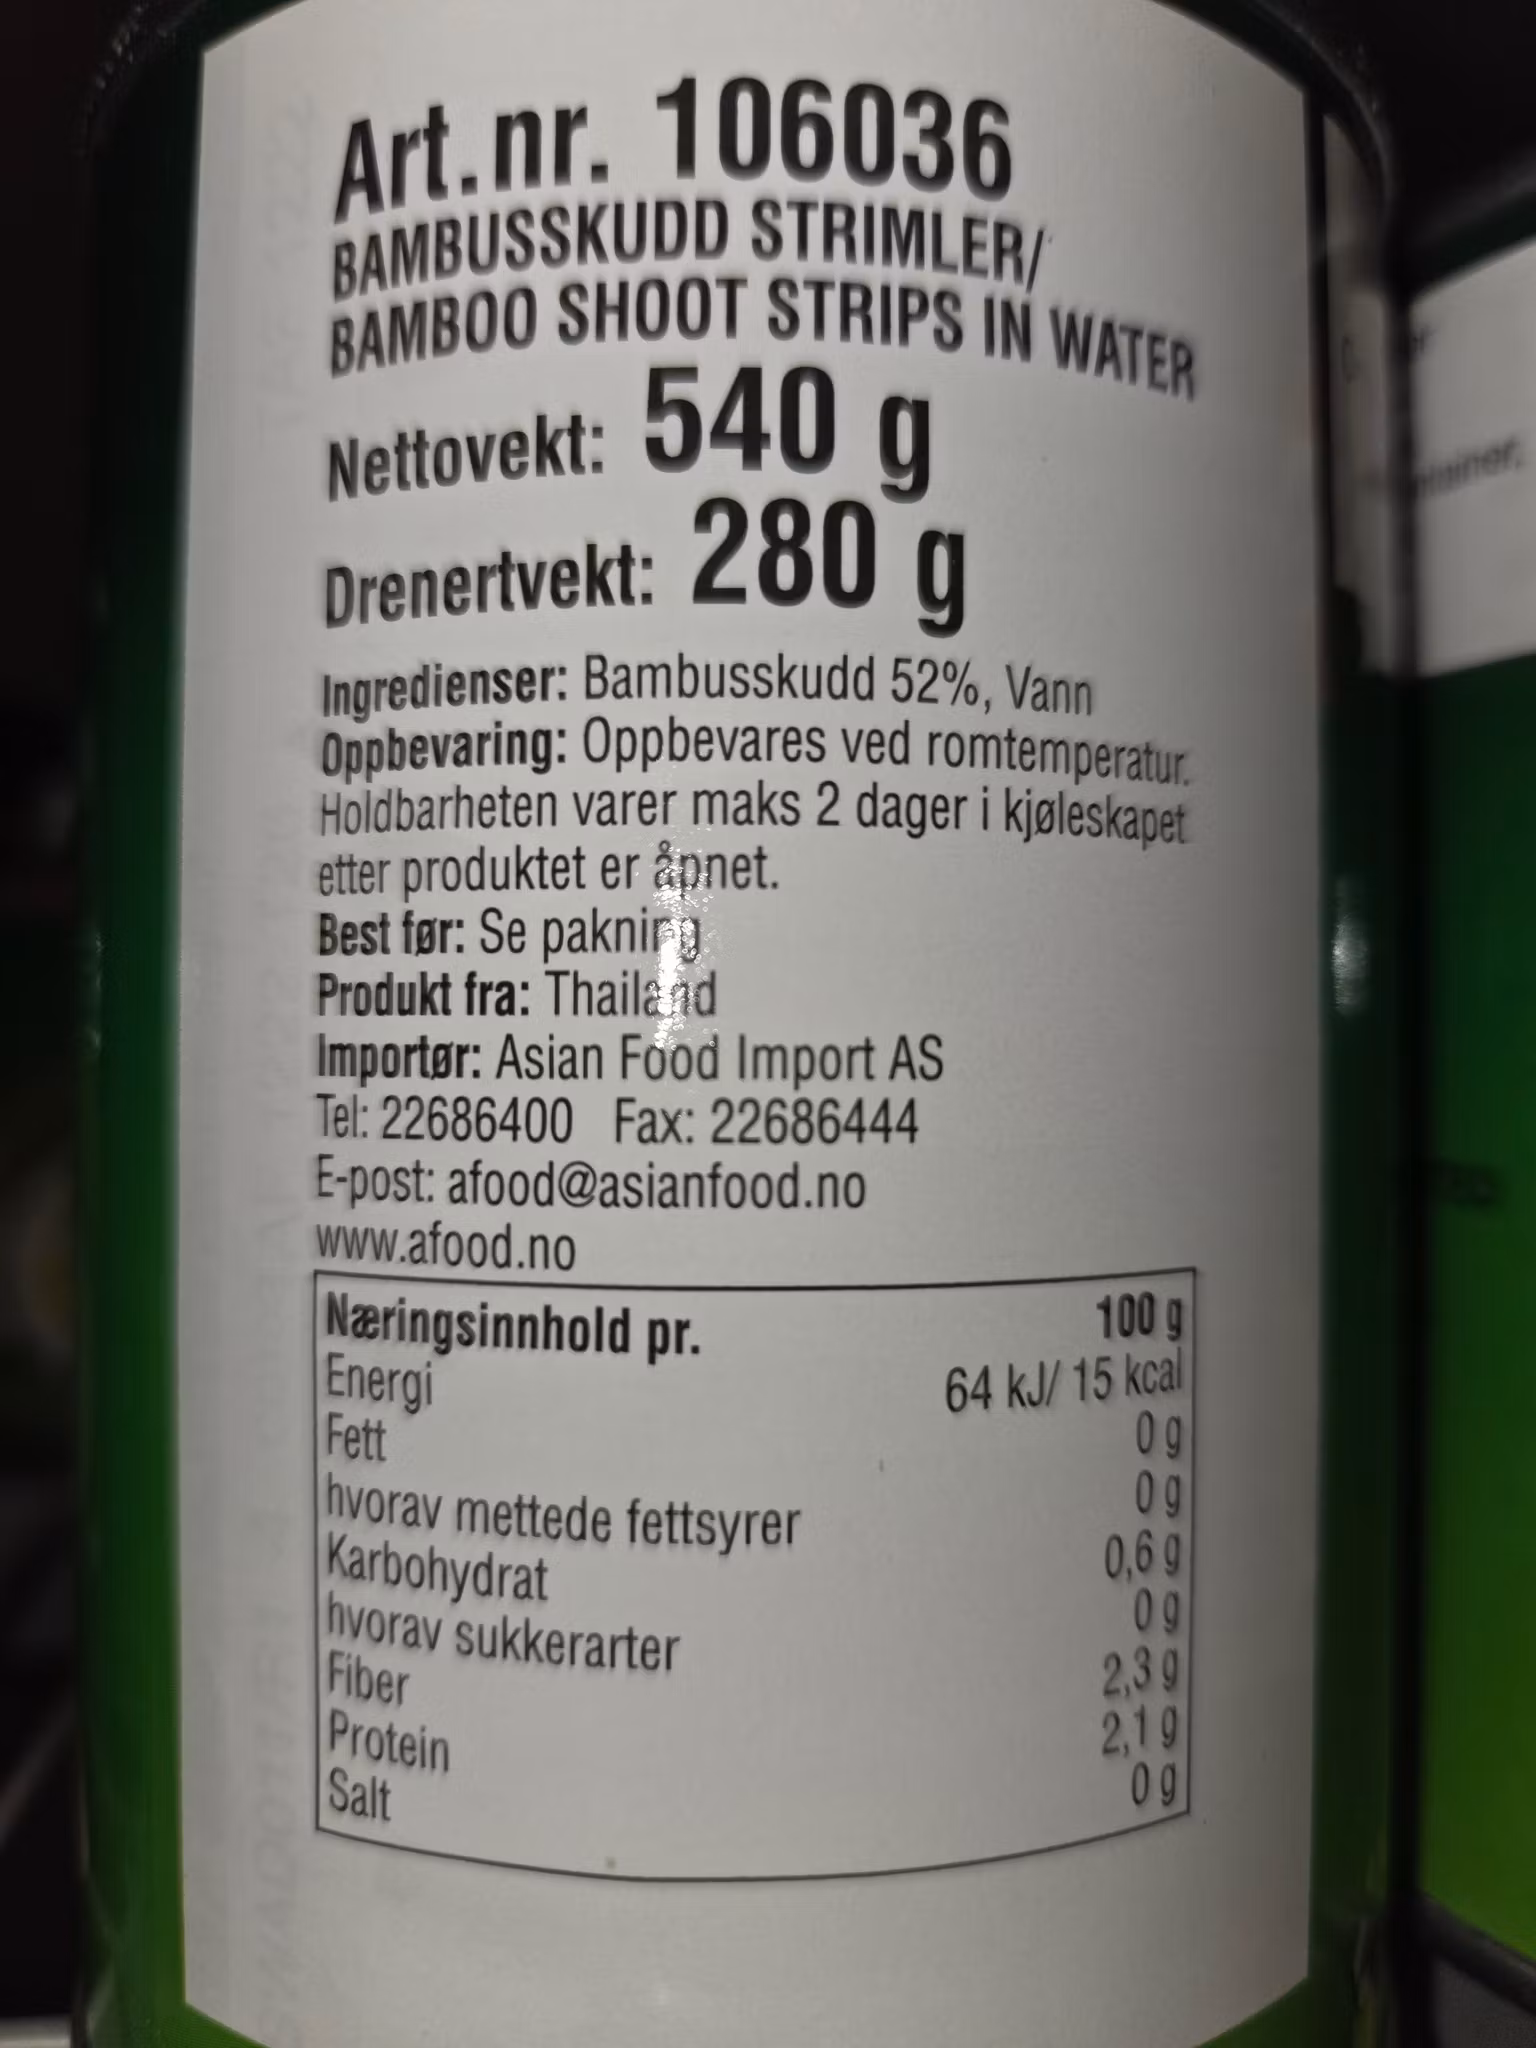 Art.nr. 106036
BAMBUSSKUDD STRIMLER/
BAMBOO SHOOT STRIPS IN WATER
Nettovekt: 540 g
Drenertvekt: 280 g
Ingredienser: Bambusskudd 52%, Vann
Oppbevaring: Oppbevares ved romtemperatur.
Holdbarheten varer maks 2 dager i kjøleskapet
etter produktet er åpnet.
Best før: Se pakning
Produkt fra: Thailand
Importør: Asian Food Import AS
Tel: 22686400 Fax: 22686444
E-post: afood@asianfood.no
www.afood.no
Næringsinnhold pr. 100 g
Energi 64 kJ/ 15 kcal
Fett 0 g
hvorav mettede fettsyrer 0 g
Karbohydrat 0,6 g
hvorav sukkerarter 0 g
Fiber 2,3 g
Protein 2,1 g
Salt 0 g